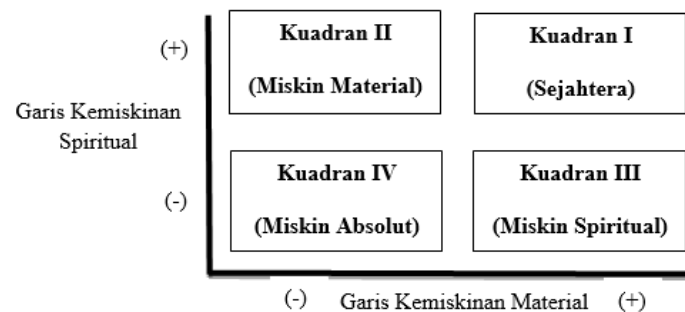 Kuadran II
(Miskin Material)
Kuadran I
(Sejahtera)
(+)
Garis Kemiskinan
Spiritual
Kuadran IV
(Miskin Absolut)
Kuadran III
(Miskin Spiritual)
(-)
(-)
Garis Kemiskinan Material
(+)